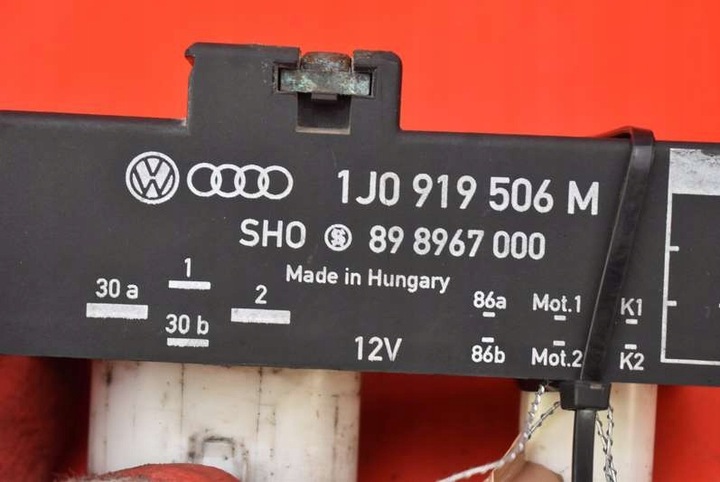 1J0 919 506 M
SHO 89 8967 000
Made in Hungary
30 a 1 2 86a Mot.1 K1
30 b 12V 86b Mot.2 K2